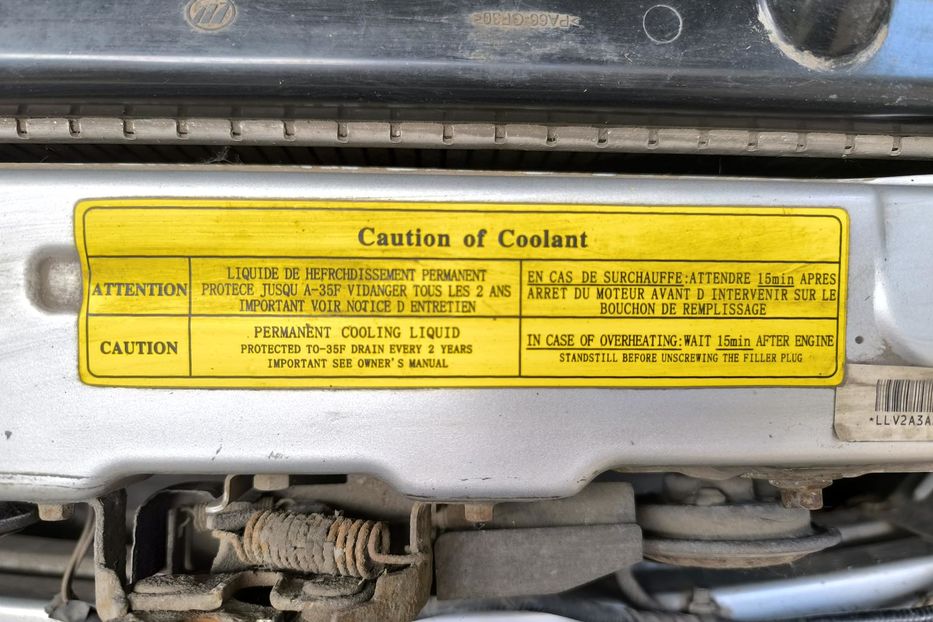 >PA66-GF30<
Caution of Coolant
ATTENTION
LIQUIDE DE HEFRCHDISSEMENT PERMANENT
PROTECE JUSQU A-35F VIDANGER TOUS LES 2 ANS
IMPORTANT VOIR NOTICE D ENTRETIEN
EN CAS DE SURCHAUFFE:ATTENDRE 15min APRES
ARRET DU MOTEUR AVANT D INTERVENIR SUR LE
BOUCHON DE REMPLISSAGE
CAUTION
PERMANENT COOLING LIQUID
PROTECTED TO-35F DRAIN EVERY 2 YEARS
IMPORTANT SEE OWNER'S MANUAL
IN CASE OF OVERHEATING:WAIT 15min AFTER ENGINE
STANDSTILL BEFORE UNSCREWING THE FILLER PLUG
*LLV2A3A